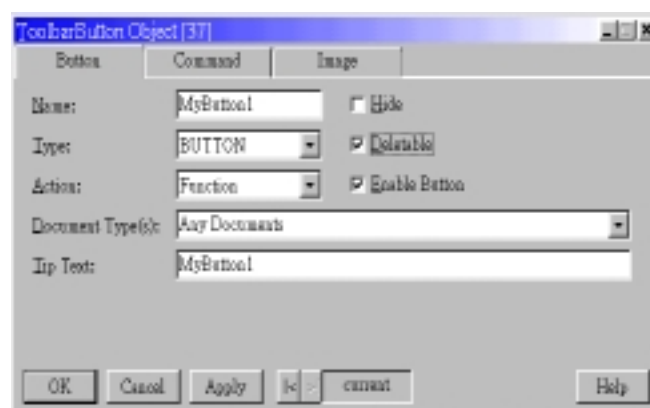 ToolbarButton Object [37]
Button Command Image
Name: MyButton1 Hide
Type: BUTTON Deletable
Action: Function Enable Button
Document Type(s): Any Documents
Tip Text: MyButton1
OK Cancel Apply |< > current Help